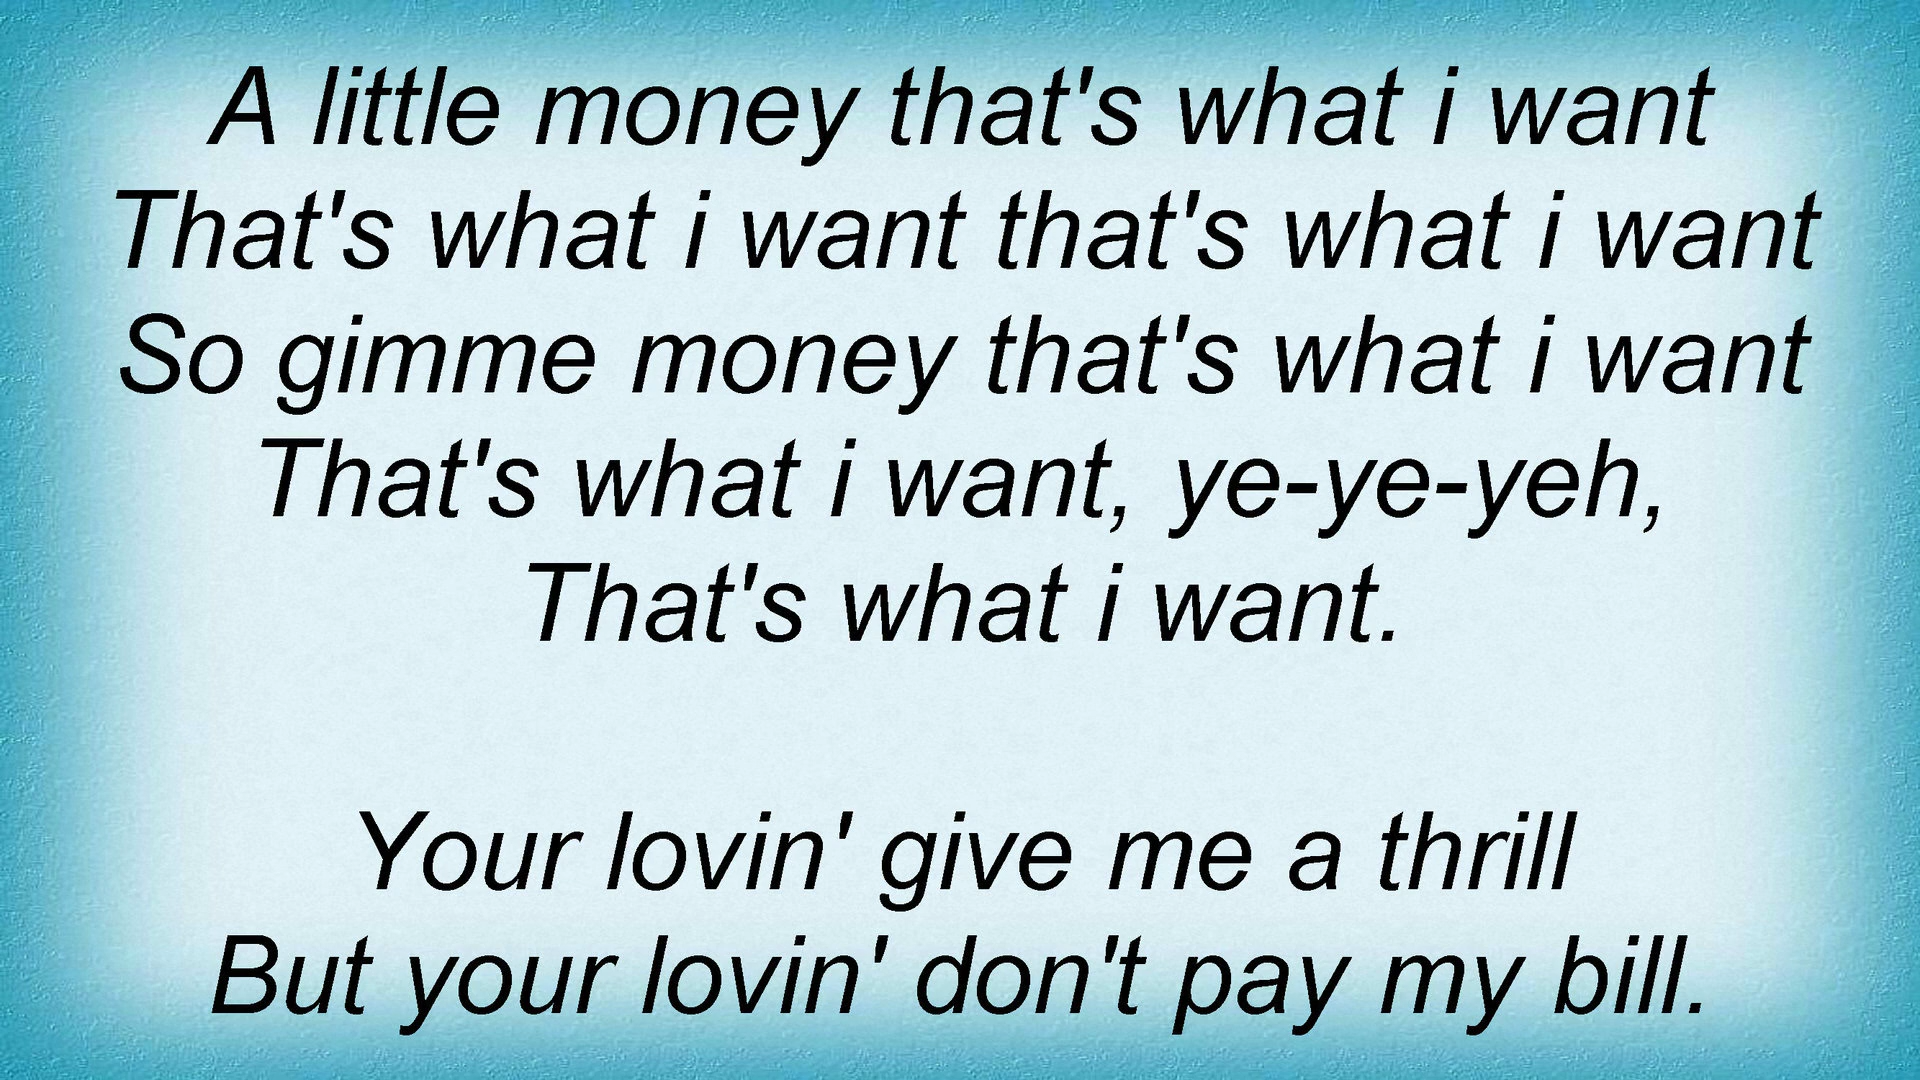 A little money that's what i want
That's what i want that's what i want
So gimme money that's what i want
That's what i want, ye-ye-yeh,
That's what i want.
Your lovin' give me a thrill
But your lovin' don't pay my bill.